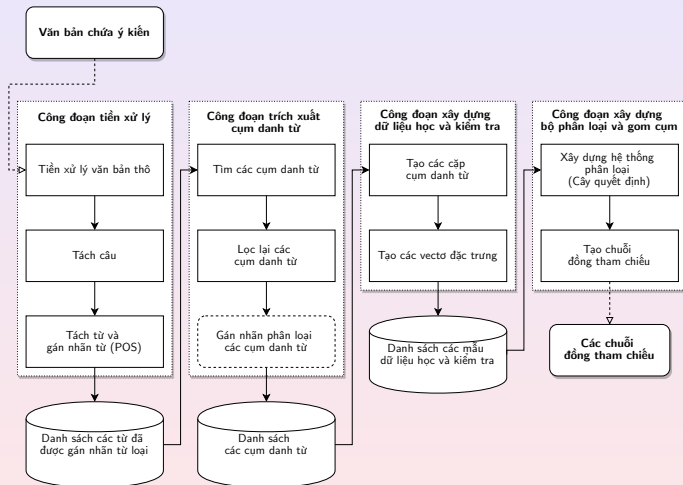 Văn bản chứa ý kiến
Công đoạn tiền xử lý
Tiền xử lý văn bản thô
Tách câu
Tách từ và
gán nhãn từ (POS)
Danh sách các từ đã
được gán nhãn từ loại
Công đoạn trích xuất
cụm danh từ
Tìm các cụm danh từ
Lọc lại các
cụm danh từ
Gán nhãn phân loại
các cụm danh từ
Danh sách
các cụm danh từ
Công đoạn xây dựng
dữ liệu học và kiểm tra
Tạo các cặp
cụm danh từ
Tạo các vectơ đặc trưng
Danh sách các mẫu
dữ liệu học và kiểm tra
Công đoạn xây dựng
bộ phân loại và gom cụm
Xây dựng hệ thống
phân loại
(Cây quyết định)
Tạo chuỗi
đồng tham chiếu
Các chuỗi
đồng tham chiếu